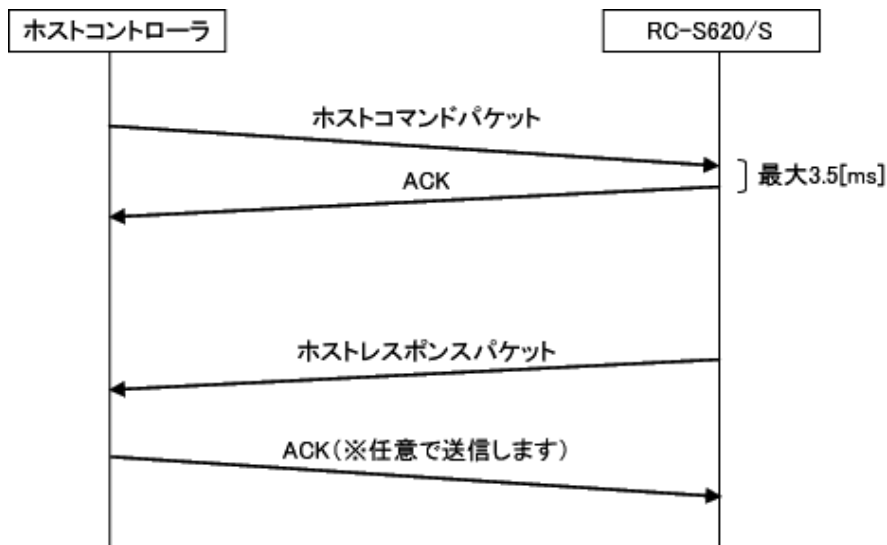 ホストコントローラ
RC-S620/S
ホストコマンドパケット
最大3.5[ms]
ACK
ホストレスポンスパケット
ACK(※任意で送信します)